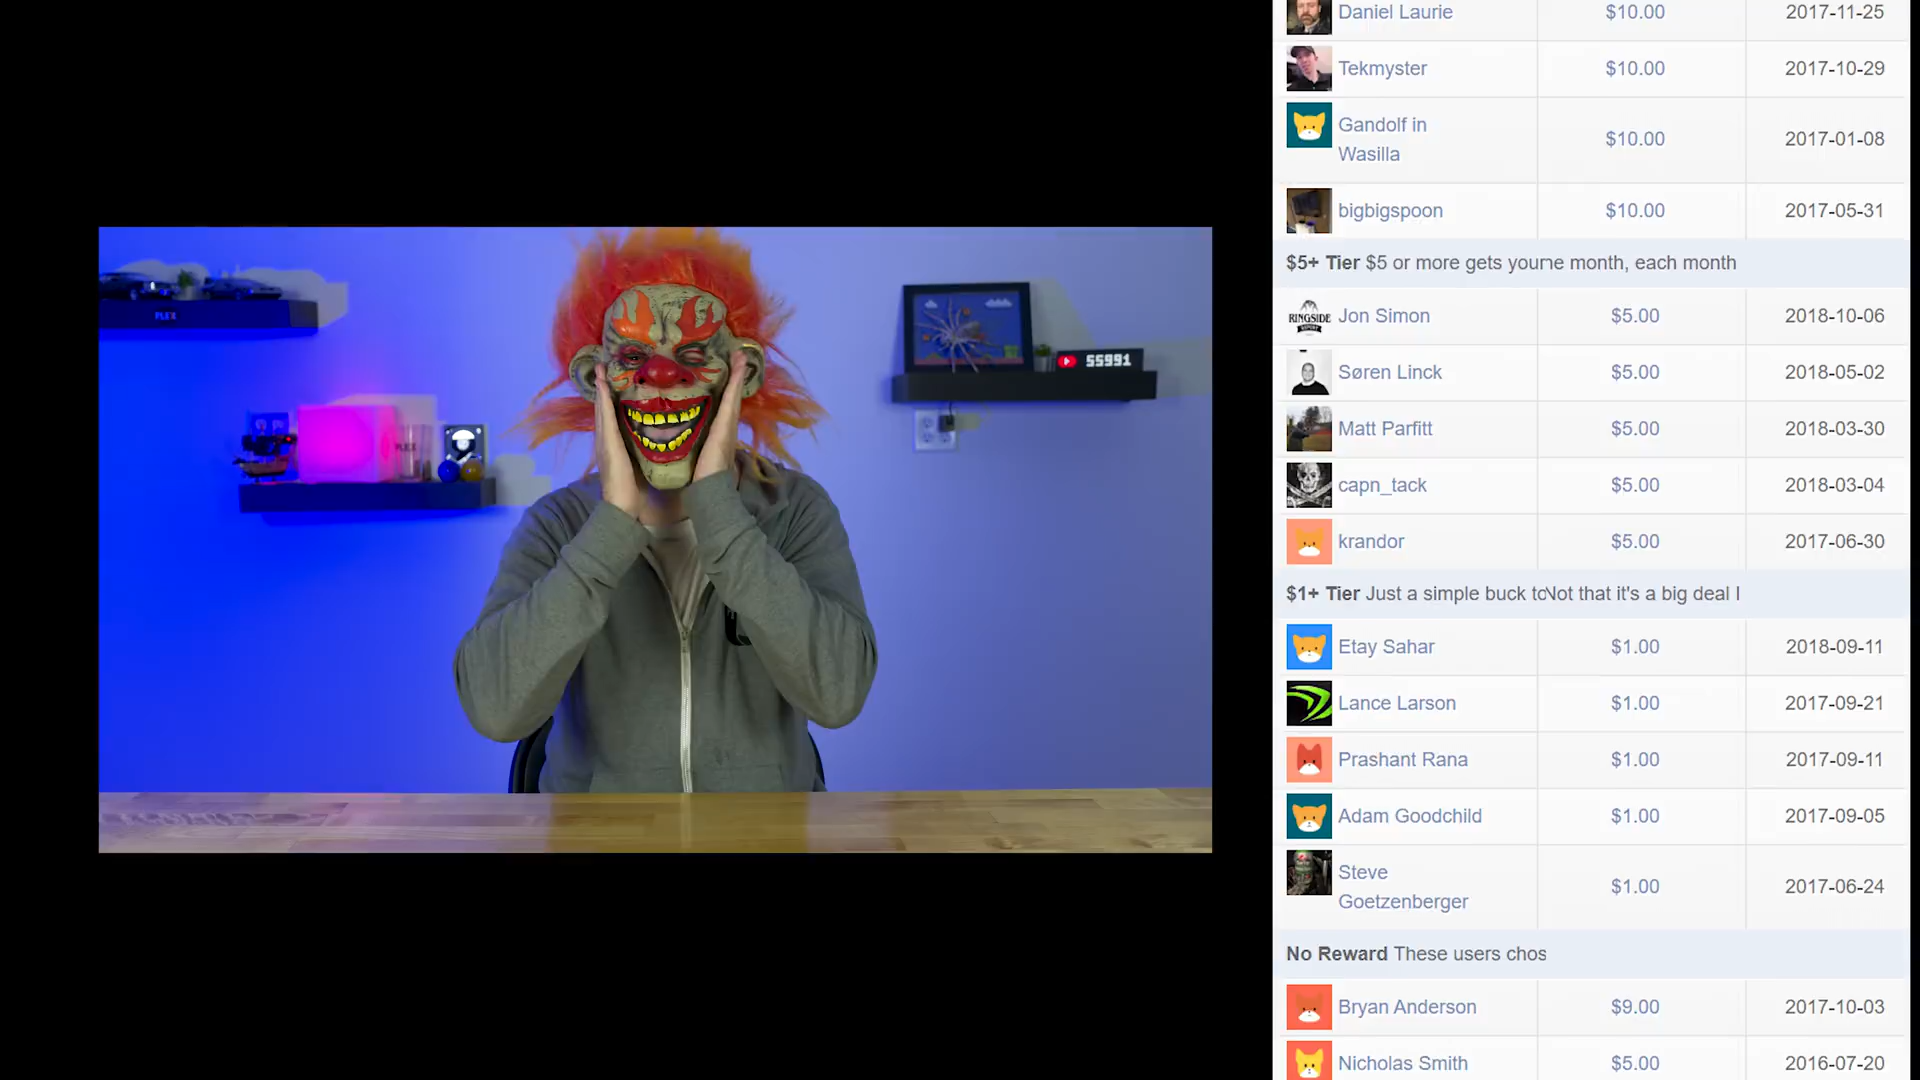 Daniel Laurie $10.00 2017-11-25
Tekmyster $10.00 2017-10-29
Gandolf in
Wasilla $10.00 2017-01-08
bigbigspoon $10.00 2017-05-31
$5+ Tier $5 or more gets yourne month, each month
RINGSIDE
REPORT
Jon Simon $5.00 2018-10-06
Søren Linck $5.00 2018-05-02
Matt Parfitt $5.00 2018-03-30
capn_tack $5.00 2018-03-04
krandor $5.00 2017-06-30
$1+ Tier Just a simple buck toNot that it's a big deal I
Etay Sahar $1.00 2018-09-11
Lance Larson $1.00 2017-09-21
Prashant Rana $1.00 2017-09-11
Adam Goodchild $1.00 2017-09-05
Steve
Goetzenberger $1.00 2017-06-24
No Reward These users chos
Bryan Anderson $9.00 2017-10-03
Nicholas Smith $5.00 2016-07-20
PLEX
PLEX
55991